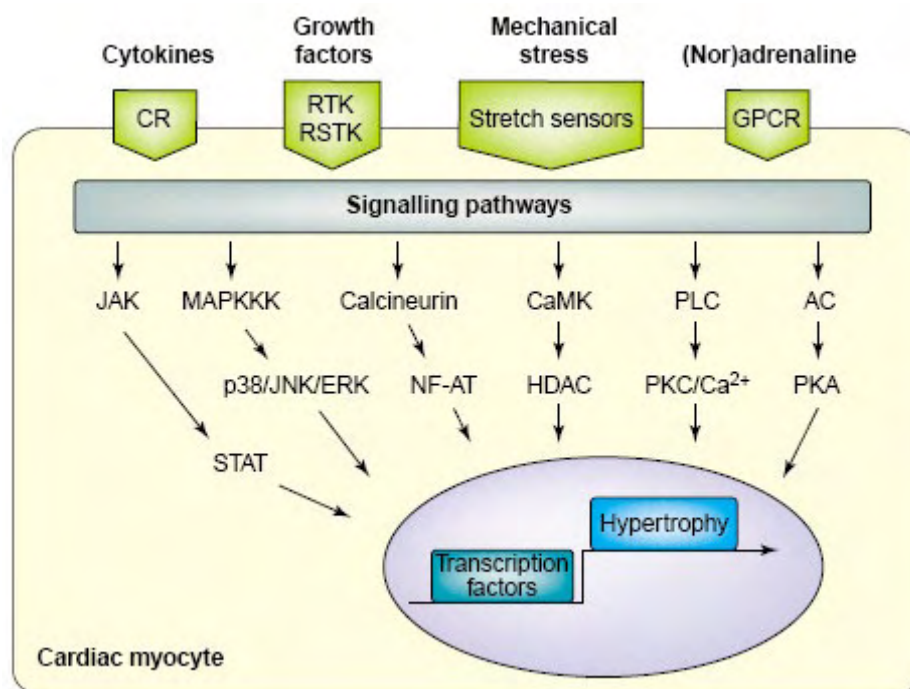 Cytokines
Growth
factors
Mechanical
stress
(Nor)adrenaline
CR
RTK
RSTK
Stretch sensors
GPCR
Signalling pathways
JAK
MAPKKK
Calcineurin
CaMK
PLC
AC
p38/JNK/ERK
NF-AT
HDAC
PKC/Ca²⁺
PKA
STAT
Hypertrophy
Transcription
factors
Cardiac myocyte